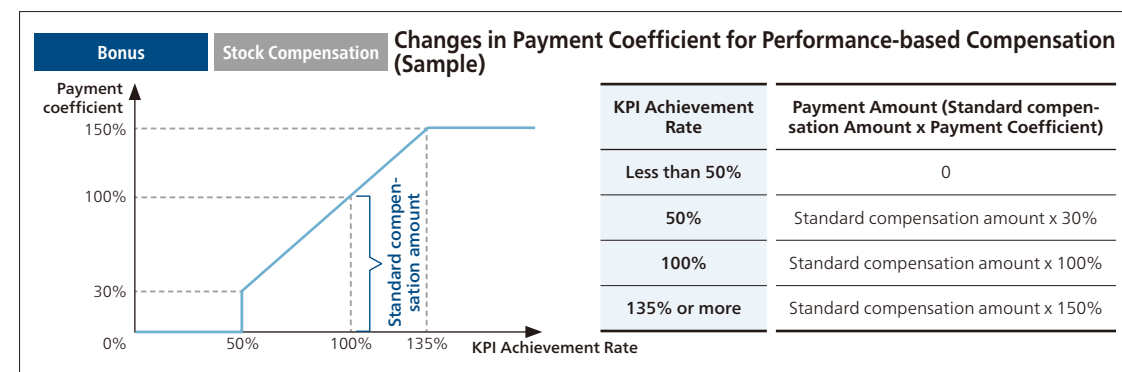 Bonus
Stock Compensation
Changes in Payment Coefficient for Performance-based Compensation
(Sample)
Payment
coefficient
150%
100%
30%
0%
50%
100%
135%
KPI Achievement Rate
Standard compen-
sation amount
KPI Achievement
Rate
Payment Amount (Standard compen-
sation Amount x Payment Coefficient)
Less than 50%
0
50%
Standard compensation amount x 30%
100%
Standard compensation amount x 100%
135% or more
Standard compensation amount x 150%